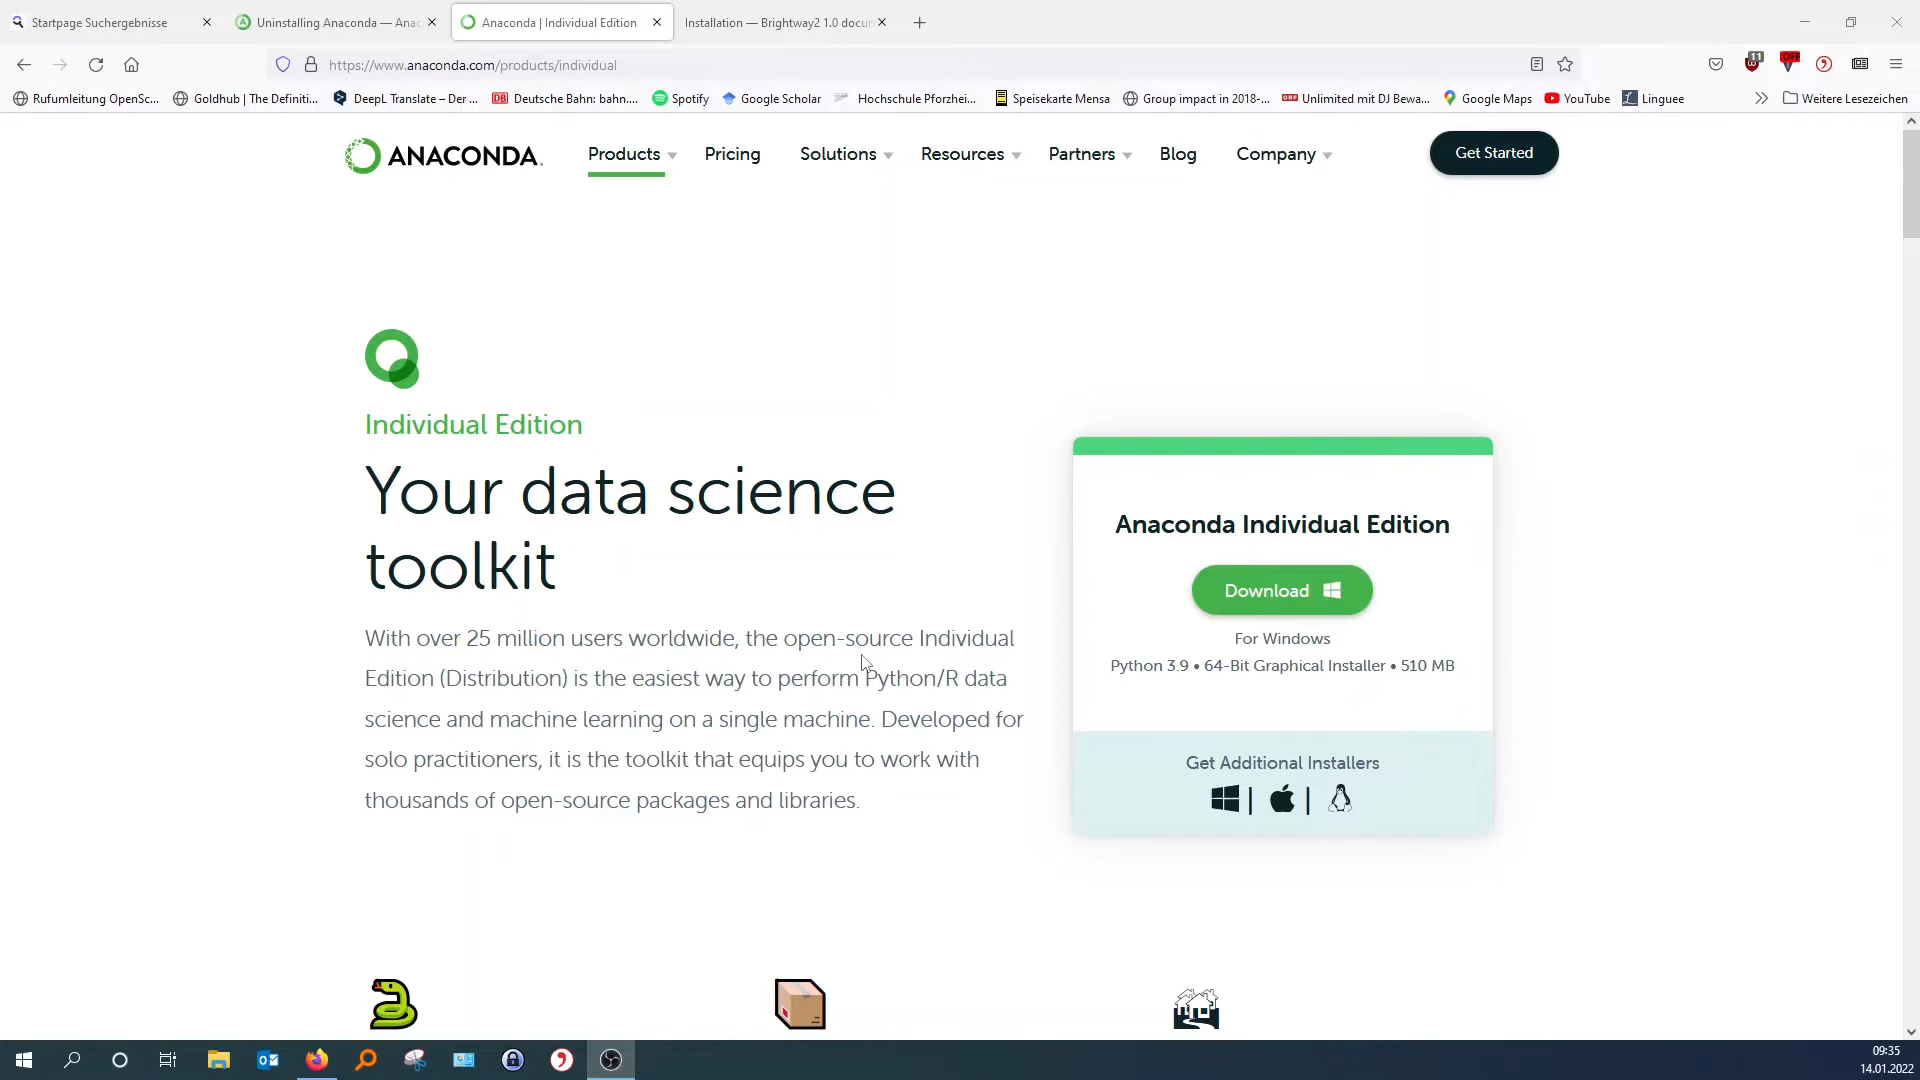 Startpage Suchergebnisse
Uninstalling Anaconda — Anac
Anaconda | Individual Edition
Installation — Brightway2 1.0 docun
https://www.anaconda.com/products/individual
11
OFF
Rufumleitung OpenSc...
Goldhub | The Definiti...
DeepL Translate – Der ...
Deutsche Bahn: bahn....
Spotify
Google Scholar
Hochschule Pforzhei...
Speisekarte Mensa
Group impact in 2018-...
Unlimited mit DJ Bewa...
Google Maps
YouTube
Linguee
Weitere Lesezeichen
ANACONDA.
Products
Pricing
Solutions
Resources
Partners
Blog
Company
Get Started
Individual Edition
Your data science
toolkit
With over 25 million users worldwide, the open-source Individual
Edition (Distribution) is the easiest way to perform Python/R data
science and machine learning on a single machine. Developed for
solo practitioners, it is the toolkit that equips you to work with
thousands of open-source packages and libraries.
Anaconda Individual Edition
Download
For Windows
Python 3.9 • 64-Bit Graphical Installer • 510 MB
Get Additional Installers
09:35
14.01.2022